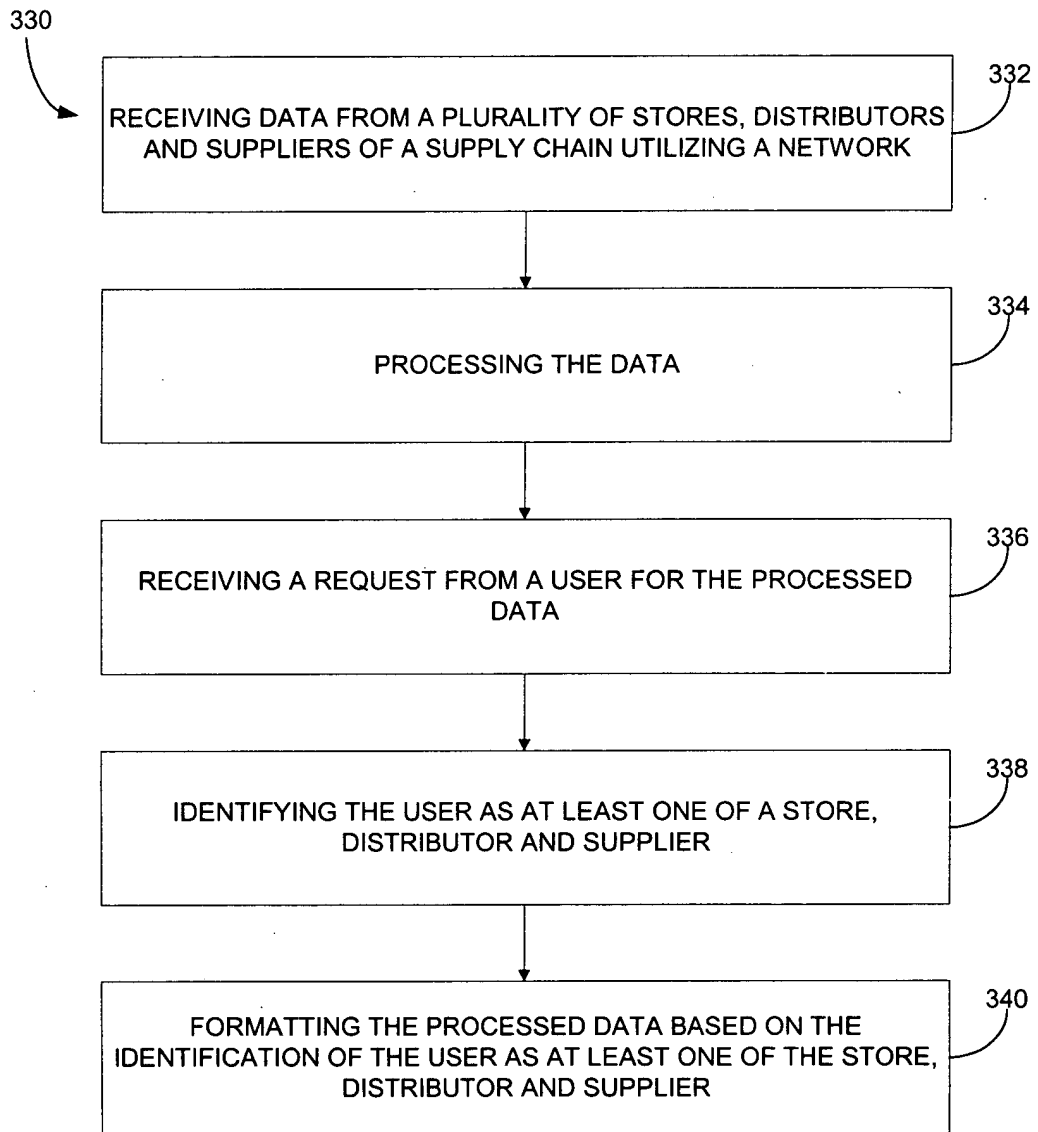 330
332
RECEIVING DATA FROM A PLURALITY OF STORES, DISTRIBUTORS
AND SUPPLIERS OF A SUPPLY CHAIN UTILIZING A NETWORK
334
PROCESSING THE DATA
336
RECEIVING A REQUEST FROM A USER FOR THE PROCESSED
DATA
338
IDENTIFYING THE USER AS AT LEAST ONE OF A STORE,
DISTRIBUTOR AND SUPPLIER
340
FORMATTING THE PROCESSED DATA BASED ON THE
IDENTIFICATION OF THE USER AS AT LEAST ONE OF THE STORE,
DISTRIBUTOR AND SUPPLIER